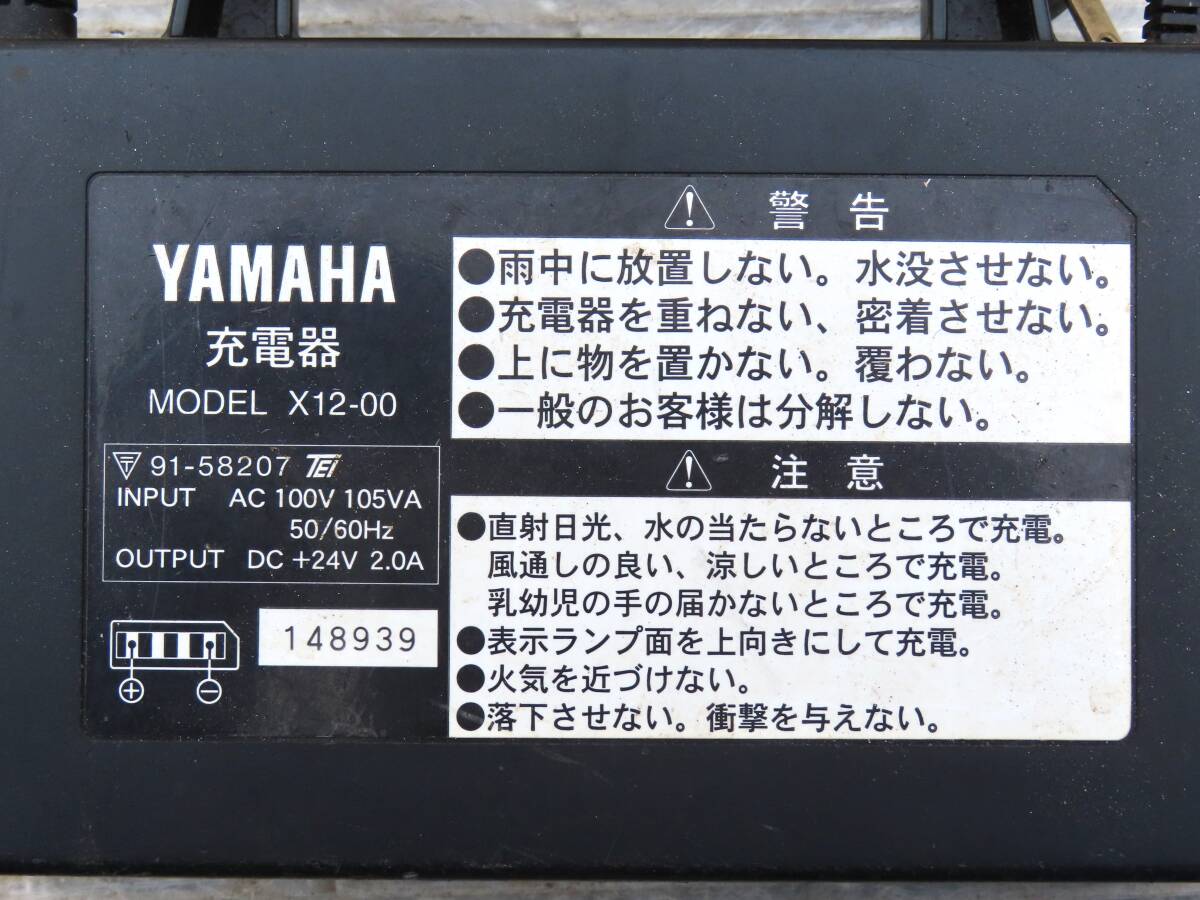 YAMAHA
充電器
MODEL X12-00
91-58207 TEi
INPUT AC 100V 105VA
50/60Hz
OUTPUT DC +24V 2.0A
148939
⊕ ⊖
警告
●雨中に放置しない。水没させない。
●充電器を重ねない、密着させない。
●上に物を置かない。覆わない。
●一般のお客様は分解しない。
注意
●直射日光、水の当たらないところで充電。
風通しの良い、涼しいところで充電。
乳幼児の手の届かないところで充電。
●表示ランプ面を上向きにして充電。
●火気を近づけない。
●落下させない。衝撃を与えない。